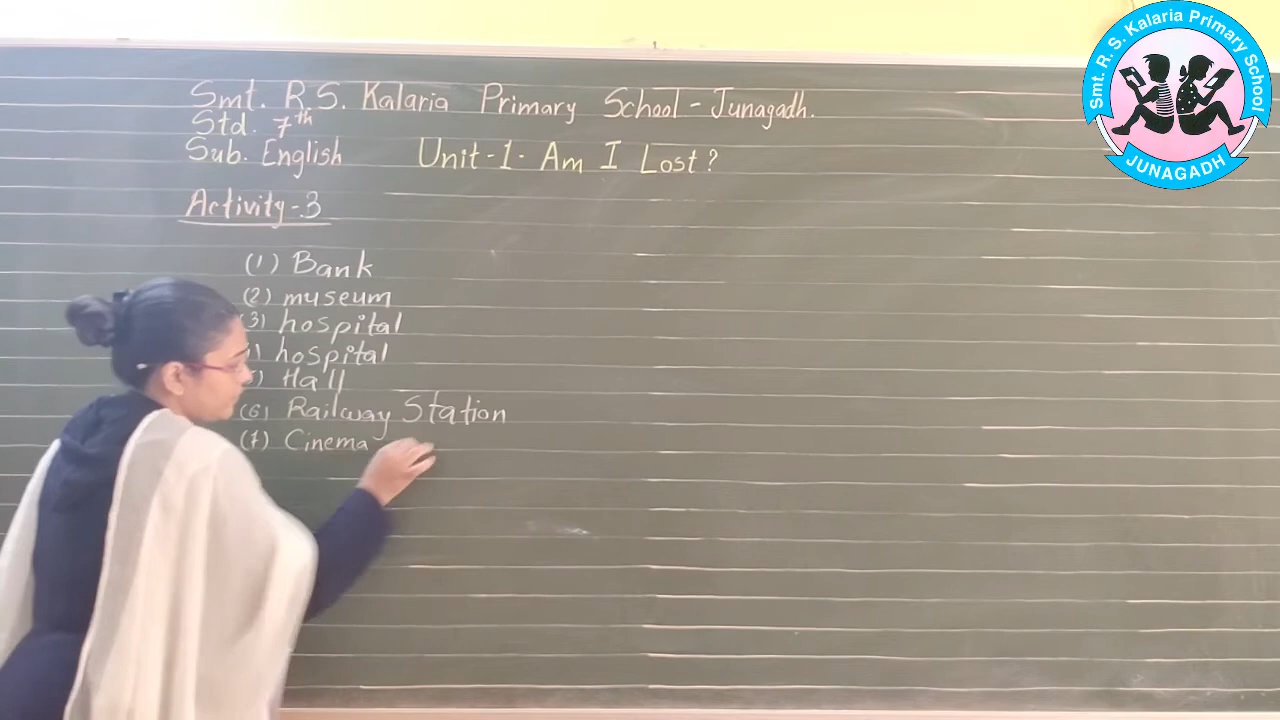 Smt. R.S. Kalaria Primary School - Junagadh.
Std. 7th
Sub. English Unit-1- Am I Lost?
Activity-3
(1) Bank
(2) museum
(3) hospital
) hospital
) Hall
(6) Railway Station
(7) Cinema
Smt. R. S. Kalaria Primary School
JUNAGADH